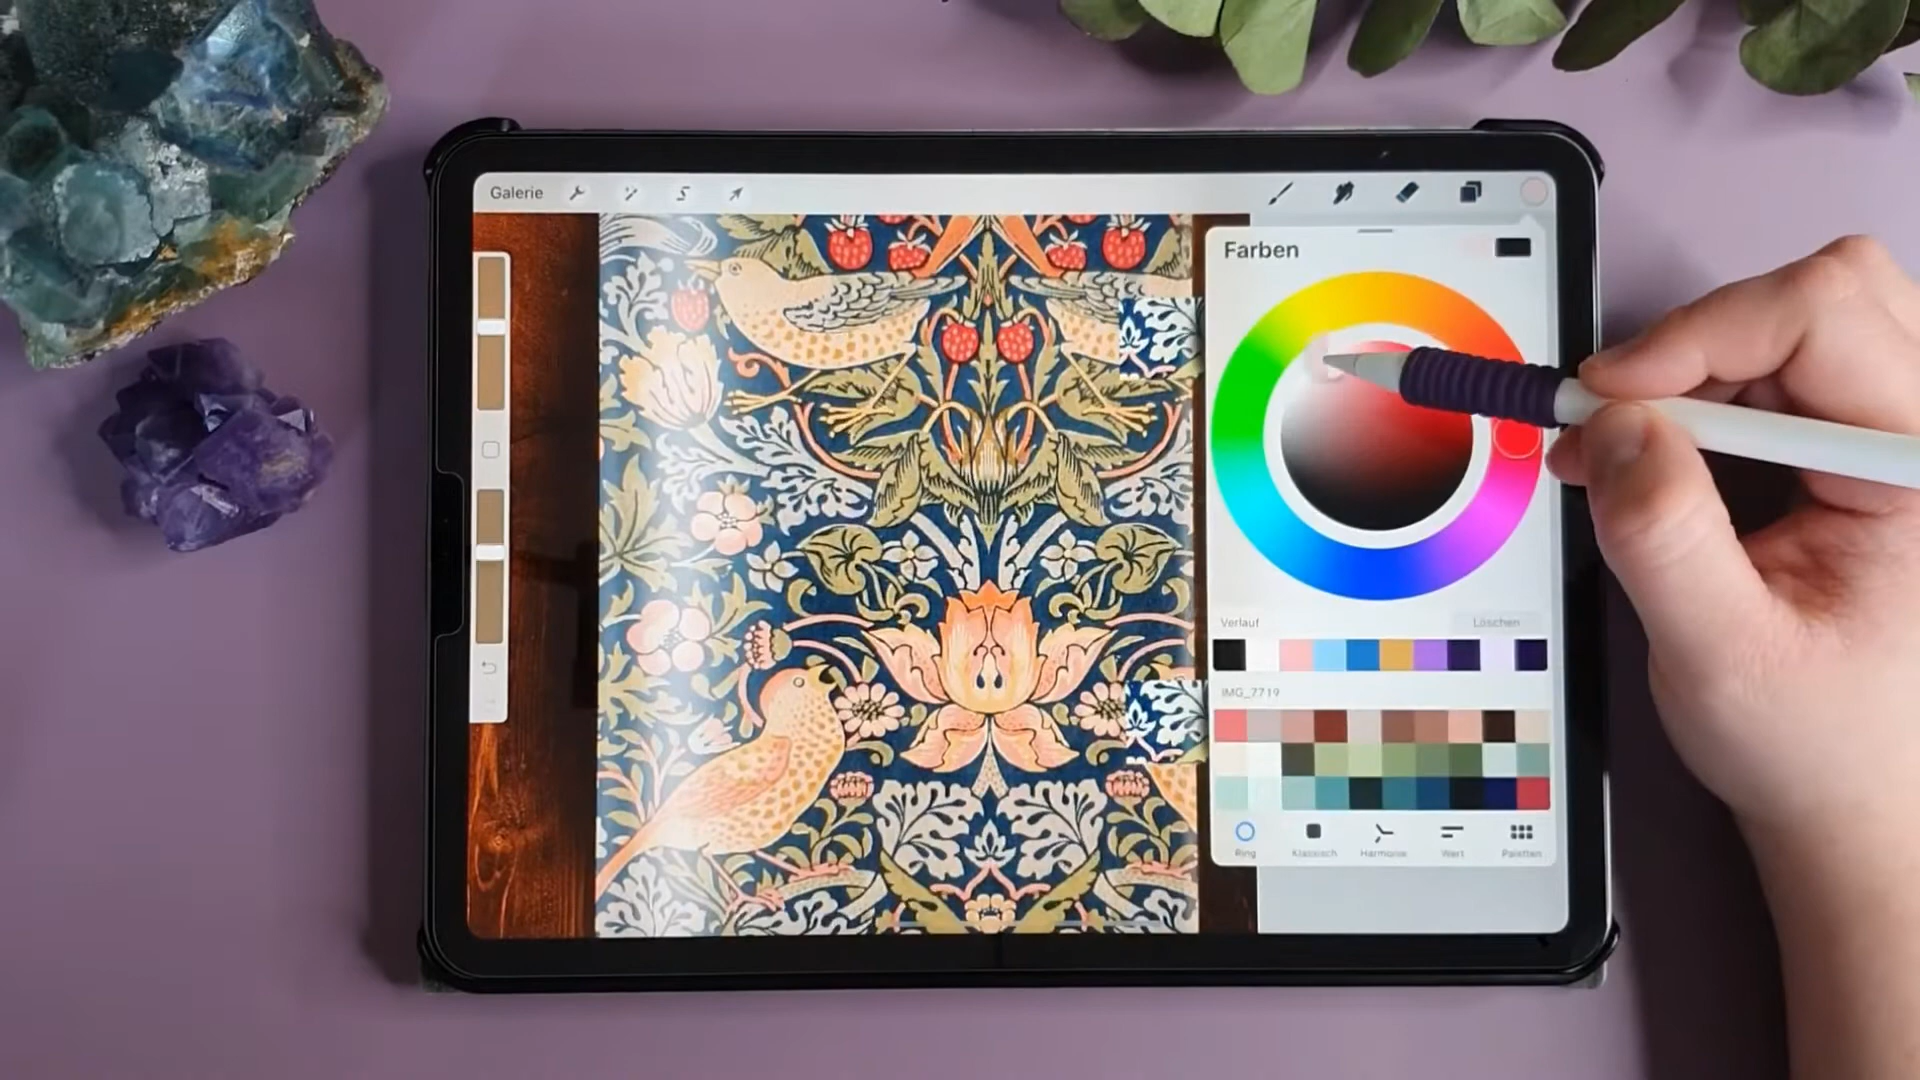 Galerie
Farben
Verlauf
Löschen
IMG_7719
Ring
Klassisch
Harmonie
Wert
Paletten